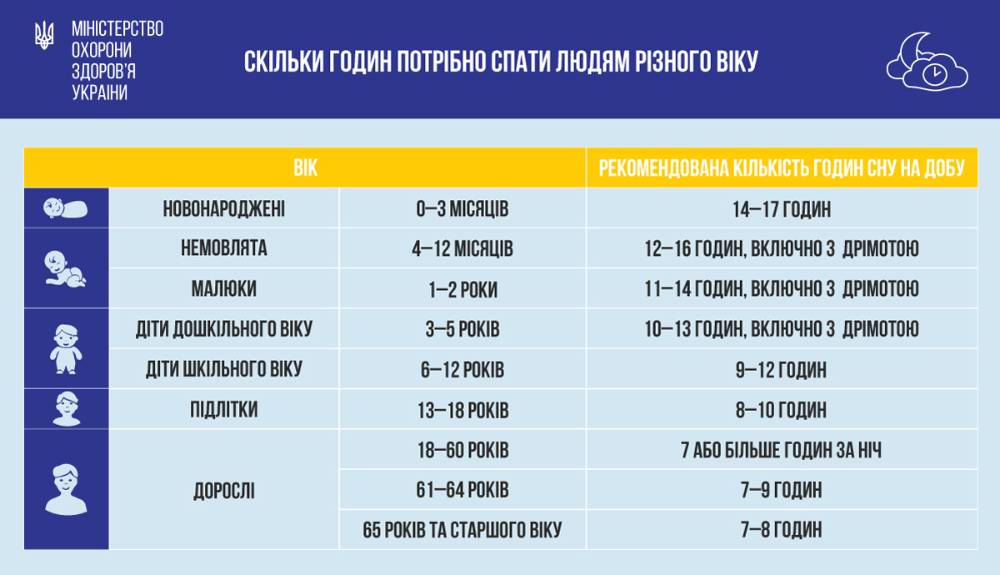 МІНІСТЕРСТВО
ОХОРОНИ
ЗДОРОВ’Я
УКРАЇНИ
СКІЛЬКИ ГОДИН ПОТРІБНО СПАТИ ЛЮДЯМ РІЗНОГО ВІКУ
ВІК РЕКОМЕНДОВАНА КІЛЬКІСТЬ ГОДИН СНУ НА ДОБУ
НОВОНАРОДЖЕНІ 0–3 МІСЯЦІВ 14–17 ГОДИН
НЕМОВЛЯТА 4–12 МІСЯЦІВ 12–16 ГОДИН, ВКЛЮЧНО З ДРІМОТОЮ
МАЛЮКИ 1–2 РОКИ 11–14 ГОДИН, ВКЛЮЧНО З ДРІМОТОЮ
ДІТИ ДОШКІЛЬНОГО ВІКУ 3–5 РОКІВ 10–13 ГОДИН, ВКЛЮЧНО З ДРІМОТОЮ
ДІТИ ШКІЛЬНОГО ВІКУ 6–12 РОКІВ 9–12 ГОДИН
ПІДЛІТКИ 13–18 РОКІВ 8–10 ГОДИН
18–60 РОКІВ 7 АБО БІЛЬШЕ ГОДИН ЗА НІЧ
ДОРОСЛІ 61–64 РОКІВ 7–9 ГОДИН
65 РОКІВ ТА СТАРШОГО ВІКУ 7–8 ГОДИН